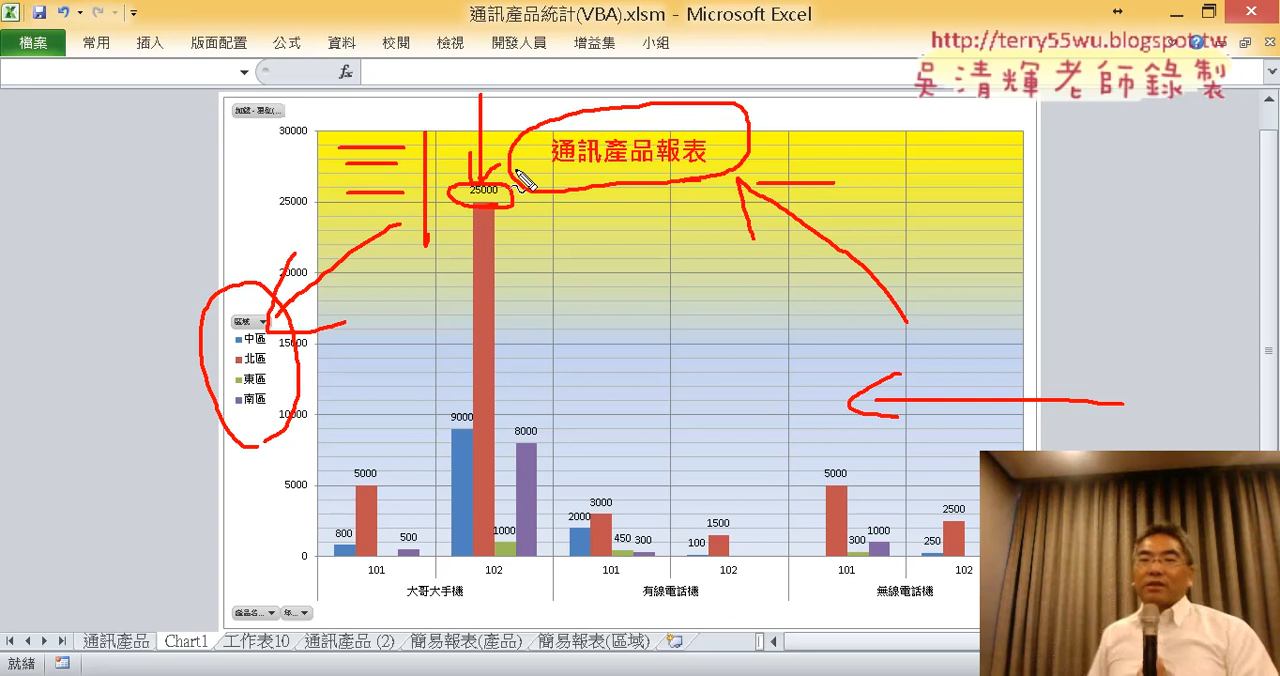 通訊產品統計(VBA).xlsm - Microsoft Excel
檔案 常用 插入 版面配置 公式 資料 校閱 檢視 開發人員 增益集 小組
http://terry55wu.blogspot.tw
吳清輝老師錄製
fx
通訊產品報表
30000
25000
20000
15000
10000
5000
0
區域
中區
北區
東區
南區
800 5000 500
9000 25000 1000 8000
2000 3000 450 300
100 1500
5000 300 1000
250 2500
101 102 101 102 101 102
大哥大手機 有線電話機 無線電話機
產品名... 年...
通訊產品 Chart1 工作表10 通訊產品 (2) 簡易報表(產品) 簡易報表(區域)
就緒